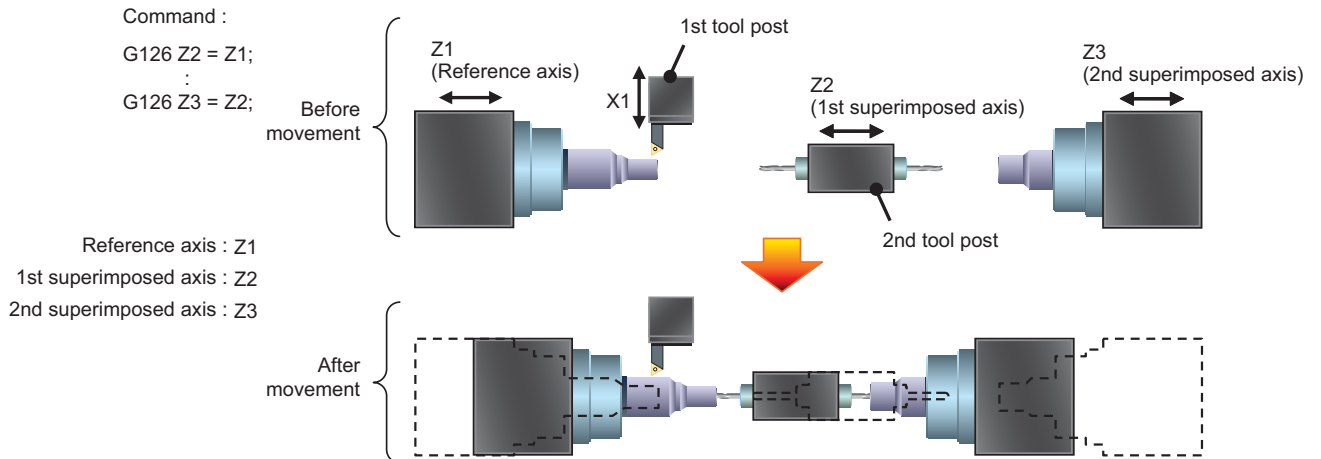 Command :
G126 Z2 = Z1;
:
G126 Z3 = Z2;
Before
movement
Z1
(Reference axis)
X1
1st tool post
Z2
(1st superimposed axis)
2nd tool post
Z3
(2nd superimposed axis)
Reference axis : Z1
1st superimposed axis : Z2
2nd superimposed axis : Z3
After
movement